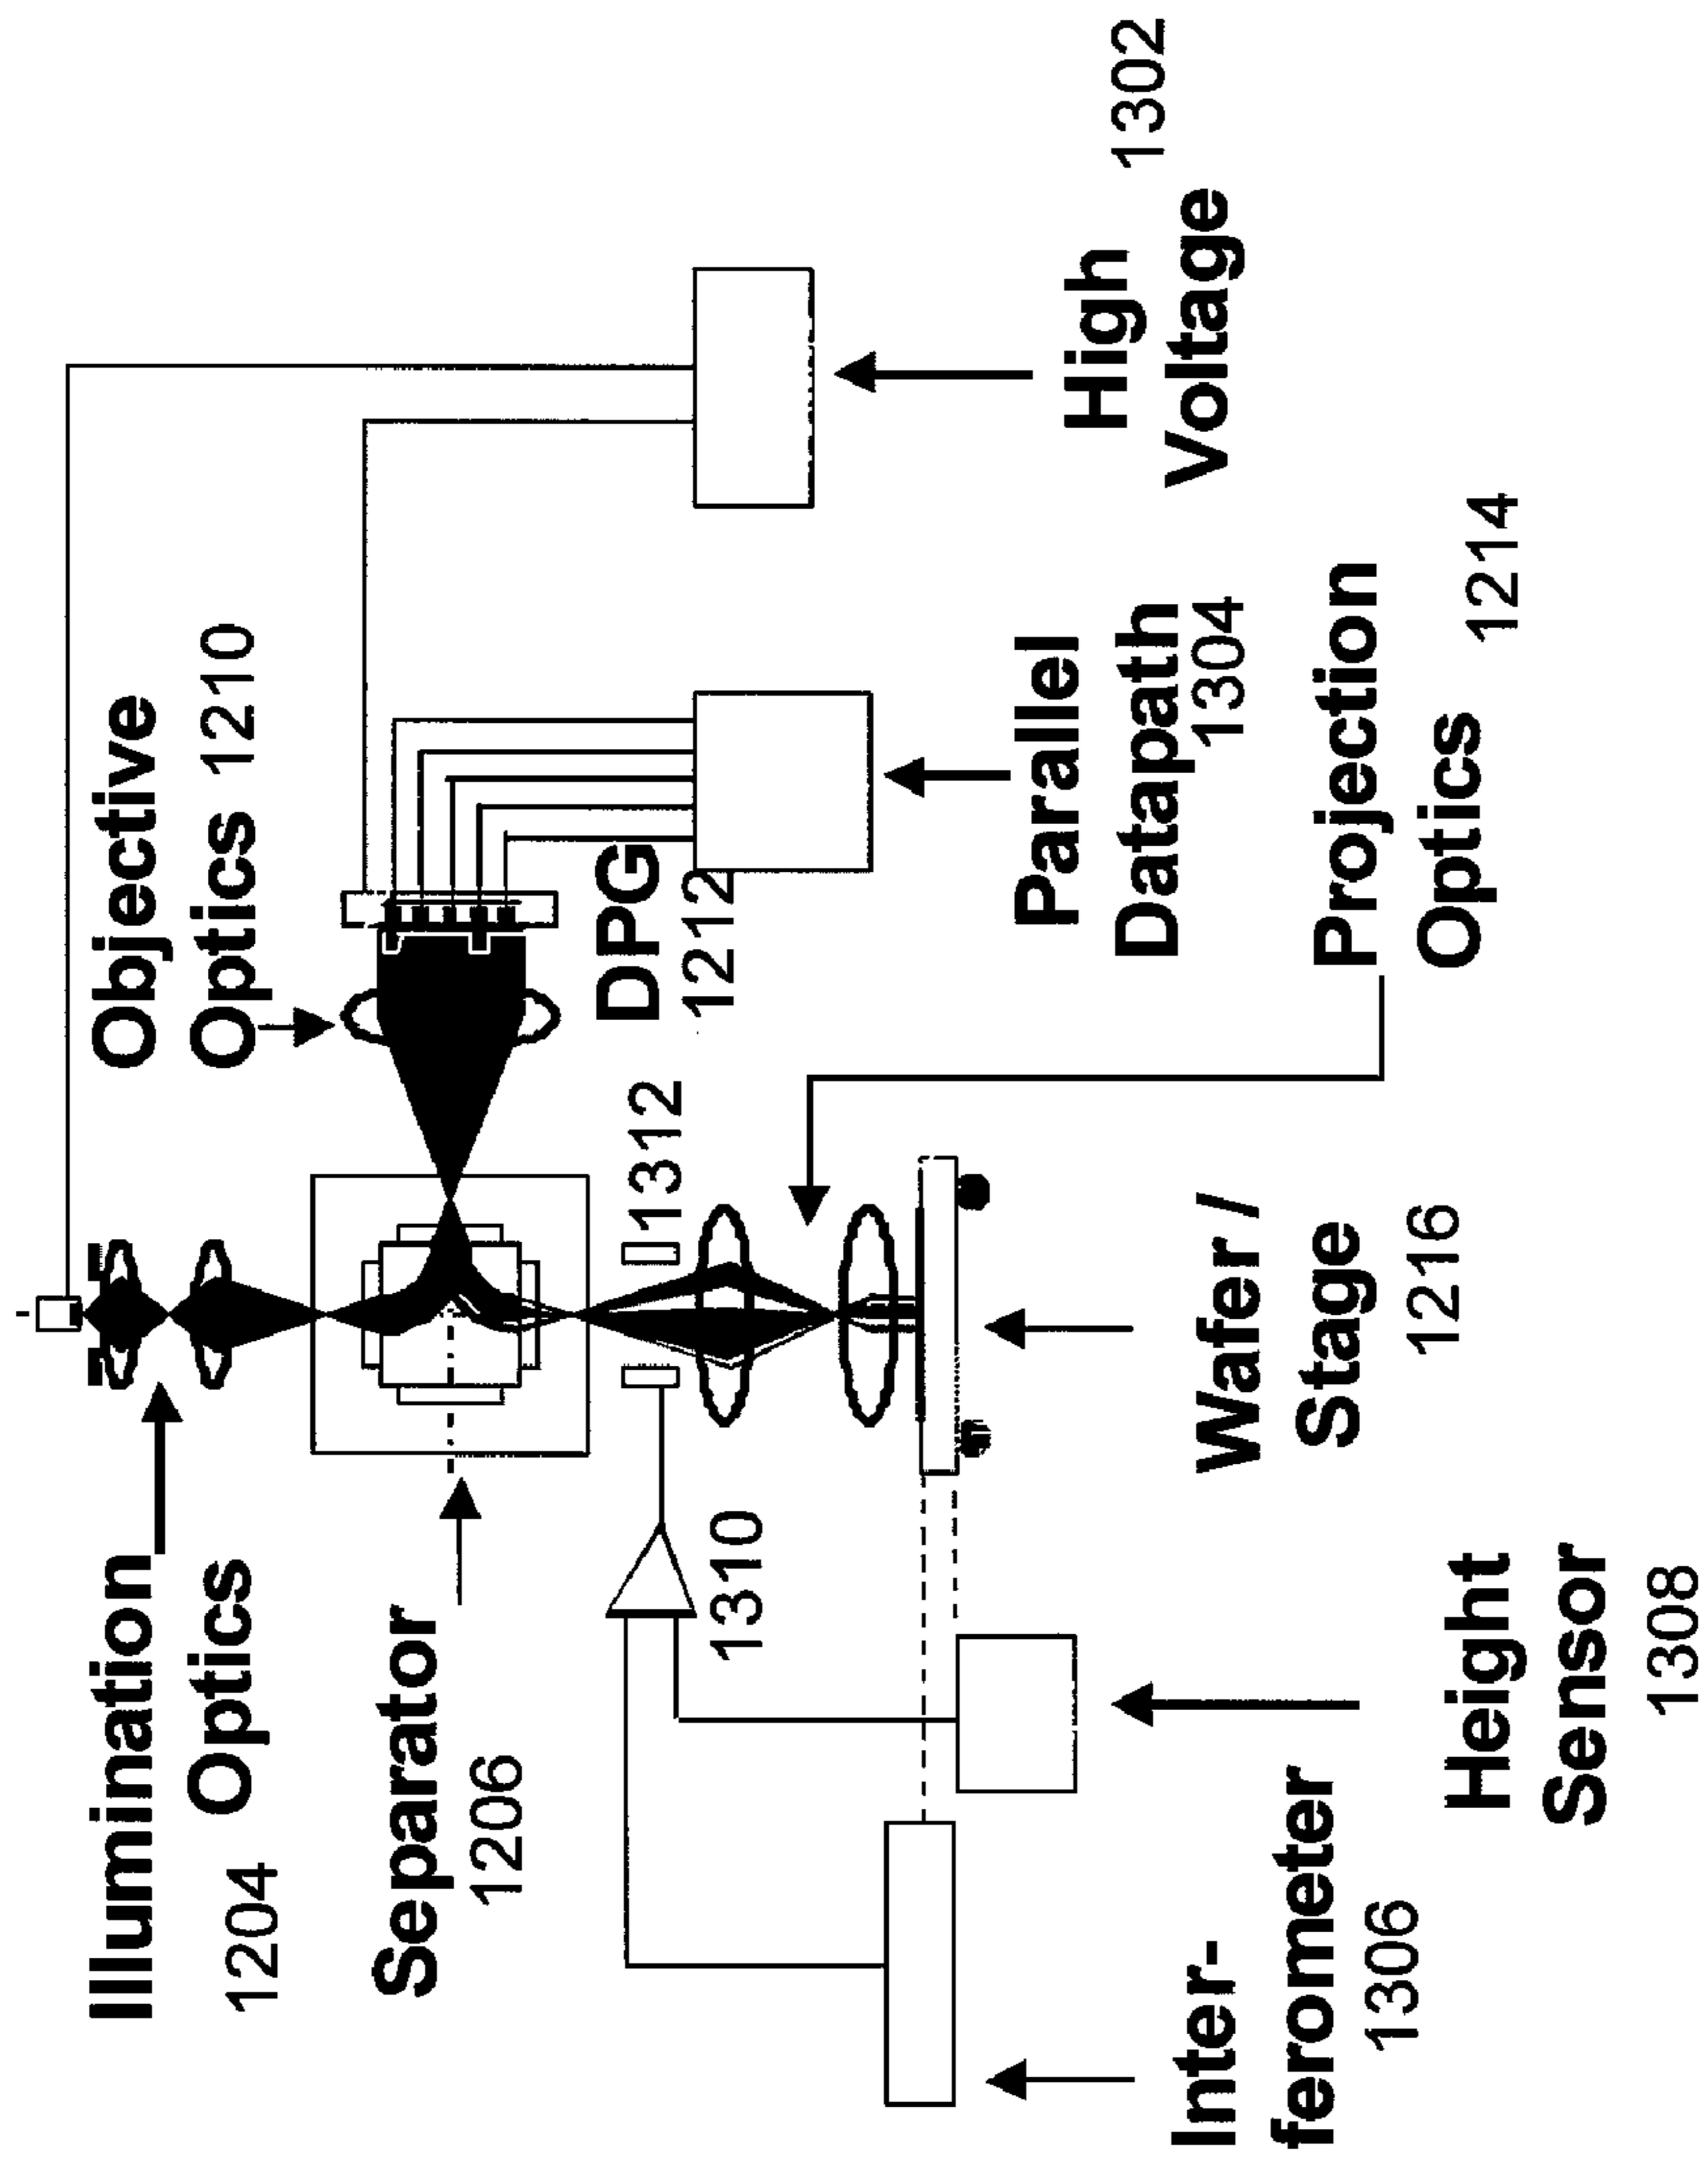 Illumination
Optics
1204
Objective
Optics 1210
Separator
1206
DPG
1212
1312
1310
High
Voltage
1302
Parallel
Datapath
1304
Projection
Optics
1214
Wafer /
Stage
1216
Inter-
ferometer
1306
Height
Sensor
1308